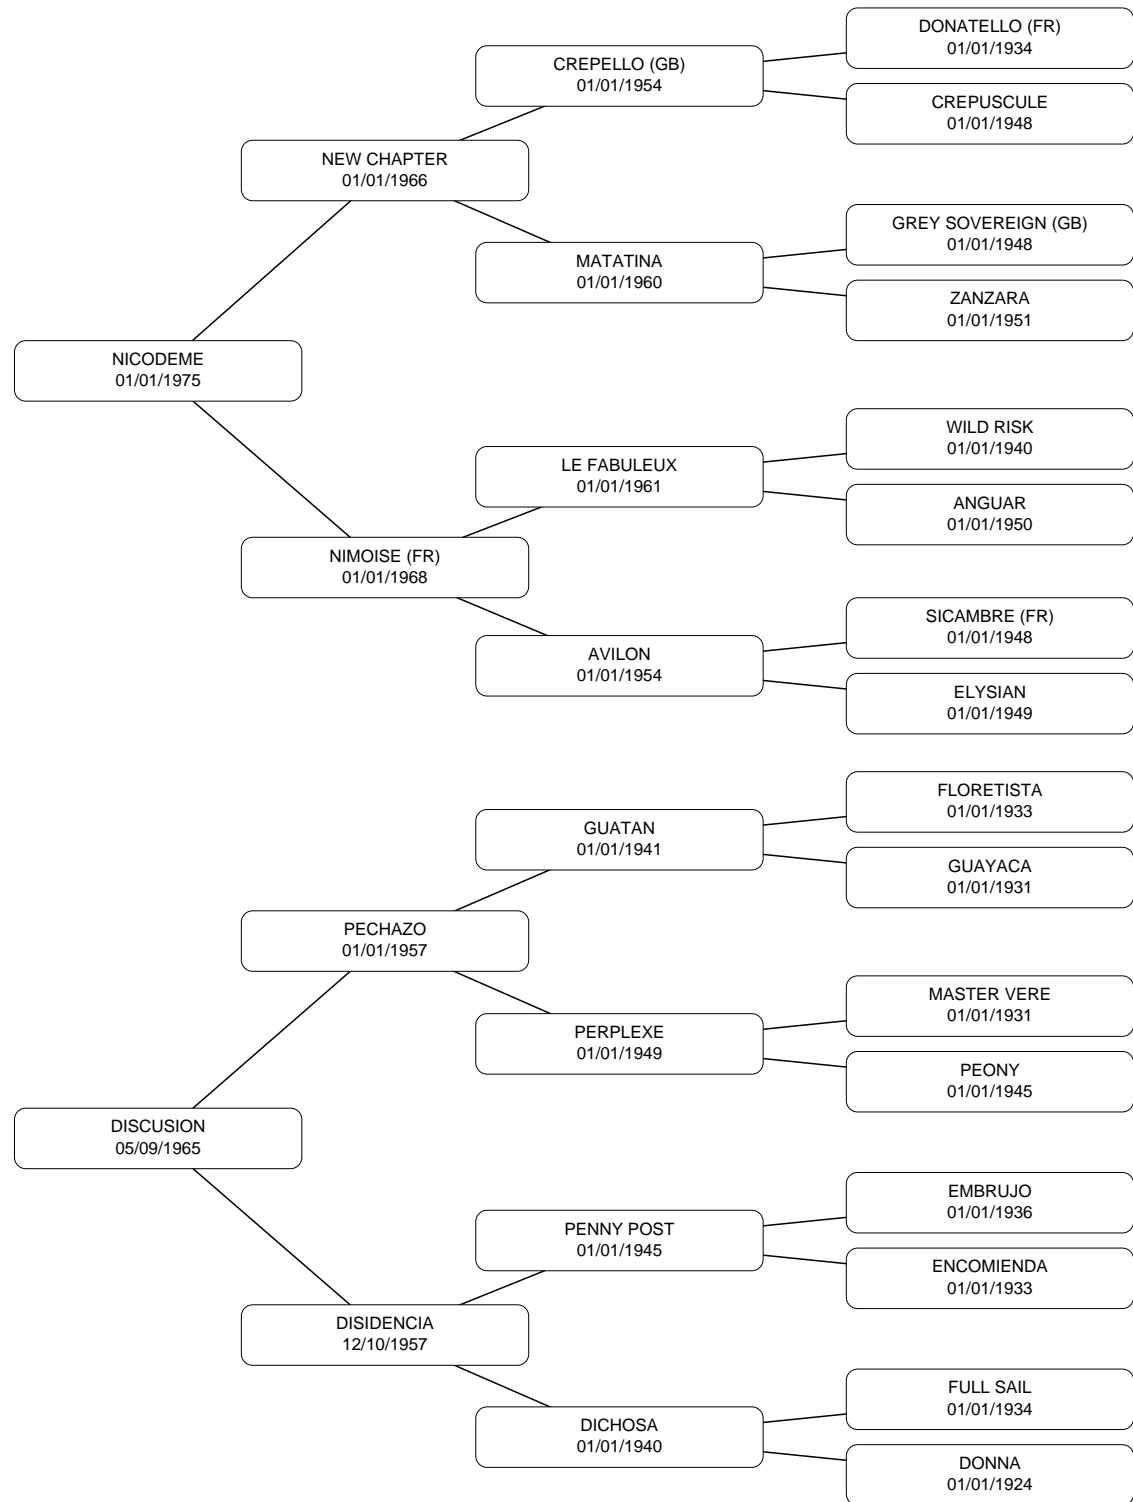 DONATELLO (FR)
01/01/1934
CREPELLO (GB)
01/01/1954
CREPUSCULE
01/01/1948
NEW CHAPTER
01/01/1966
GREY SOVEREIGN (GB)
01/01/1948
MATATINA
01/01/1960
ZANZARA
01/01/1951
NICODEME
01/01/1975
WILD RISK
01/01/1940
LE FABULEUX
01/01/1961
ANGUAR
01/01/1950
NIMOISE (FR)
01/01/1968
SICAMBRE (FR)
01/01/1948
AVILON
01/01/1954
ELYSIAN
01/01/1949
FLORETISTA
01/01/1933
GUATAN
01/01/1941
GUAYACA
01/01/1931
PECHAZO
01/01/1957
MASTER VERE
01/01/1931
PERPLEXE
01/01/1949
PEONY
01/01/1945
DISCUSION
05/09/1965
EMBRUJO
01/01/1936
PENNY POST
01/01/1945
ENCOMIENDA
01/01/1933
DISIDENCIA
12/10/1957
FULL SAIL
01/01/1934
DICHOSA
01/01/1940
DONNA
01/01/1924